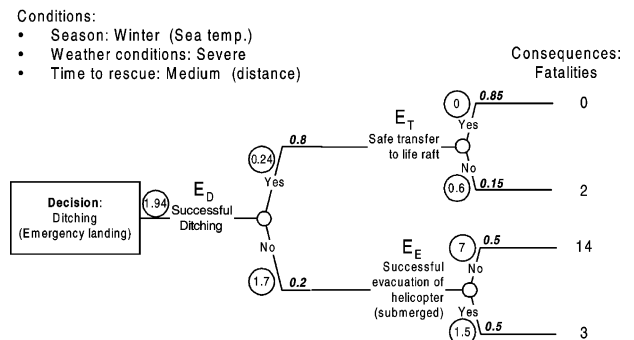 Conditions:
• Season: Winter (Sea temp.)
• Weather conditions: Severe
• Time to rescue: Medium (distance)
Consequences:
Fatalities
0
0.85
0
Yes
E_T
Safe transfer
to life raft
0.8
0.24
Yes
No
0.6
0.15
2
Decision:
Ditching
(Emergency landing)
1.94
E_D
Successful
Ditching
No
1.7
0.2
E_E
Successful
evacuation of
helicopter
(submerged)
7
0.5
14
No
Yes
1.5
0.5
3